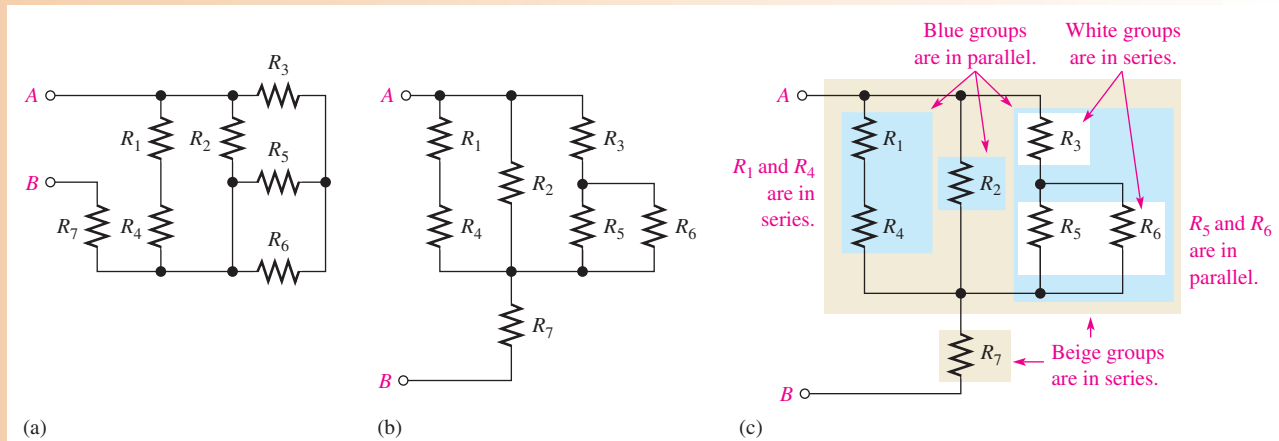 R3
A
R1
R2
R5
B
R7
R4
R6
(a)
A
R1
R3
R2
R4
R5
R6
R7
B
(b)
Blue groups
are in parallel.
White groups
are in series.
A
R1
R3
R1 and R4
are in
series.
R2
R4
R5
R6
R5 and R6
are in
parallel.
R7
Beige groups
are in series.
B
(c)